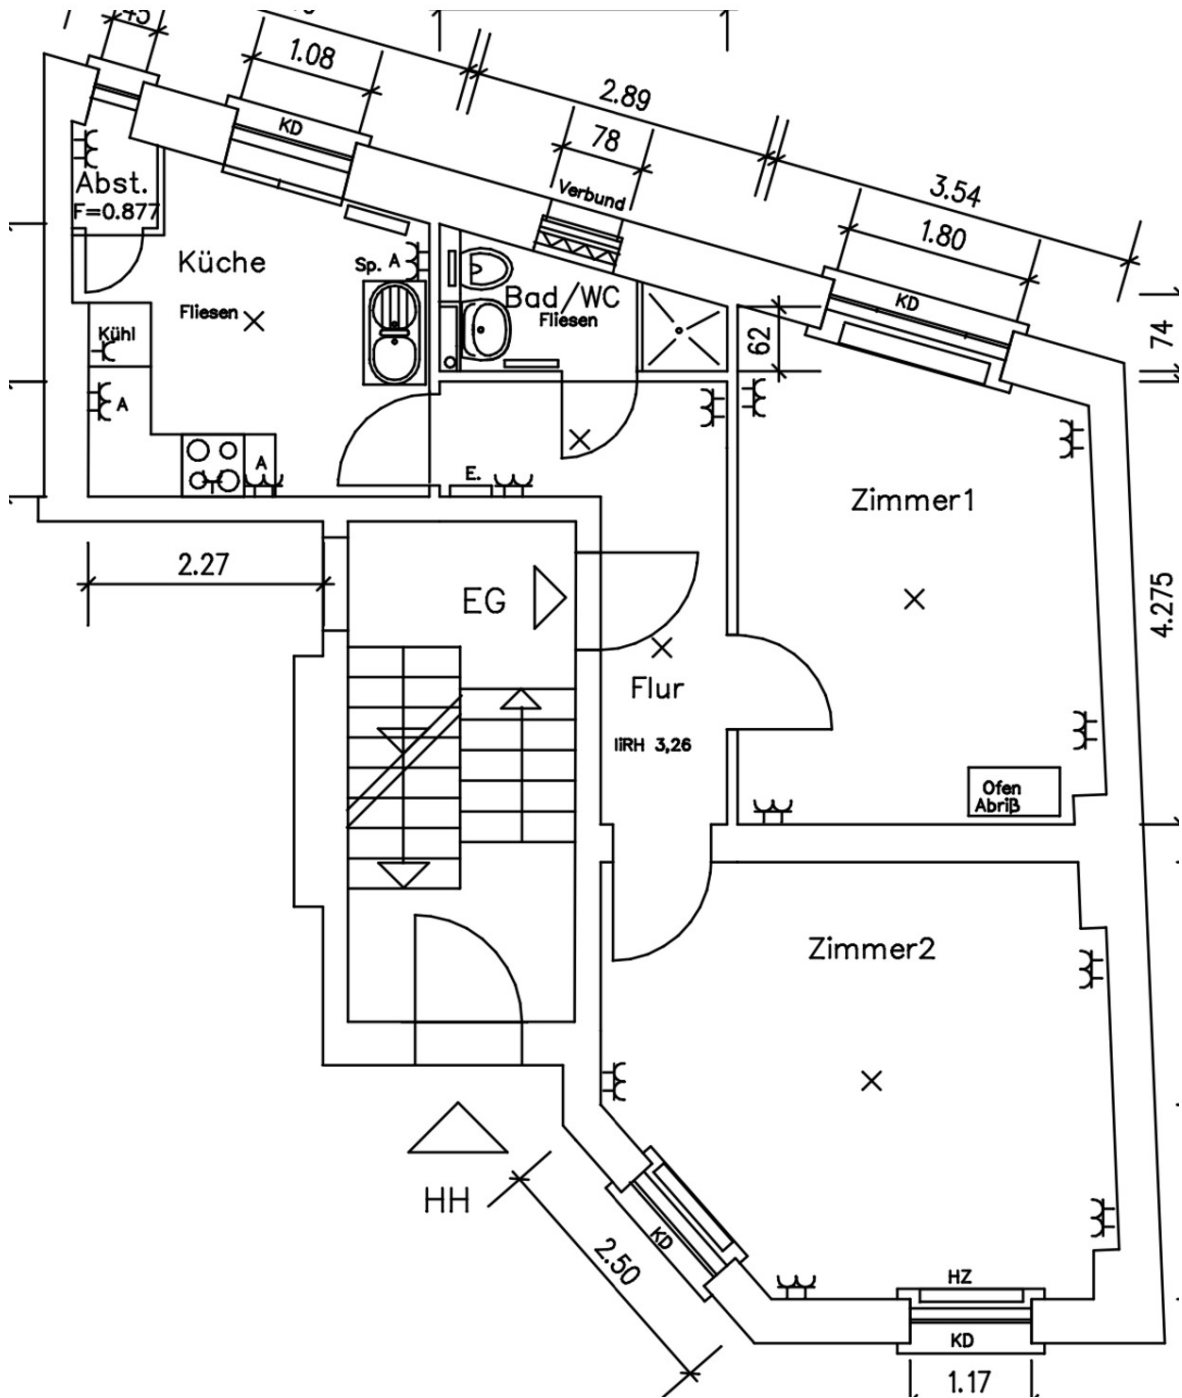 1.08
2.89
KD
78
Verbund
3.54
1.80
KD
Abst.
F=0.877
Küche
Sp. A
Bad/WC
Fliesen
Fliesen
Kühl
62
74
A
A
E.
Zimmer1
2.27
EG
4.275
Flur
liRH 3,26
Ofen
Abriß
Zimmer2
HH
KD
2.50
HZ
KD
1.17